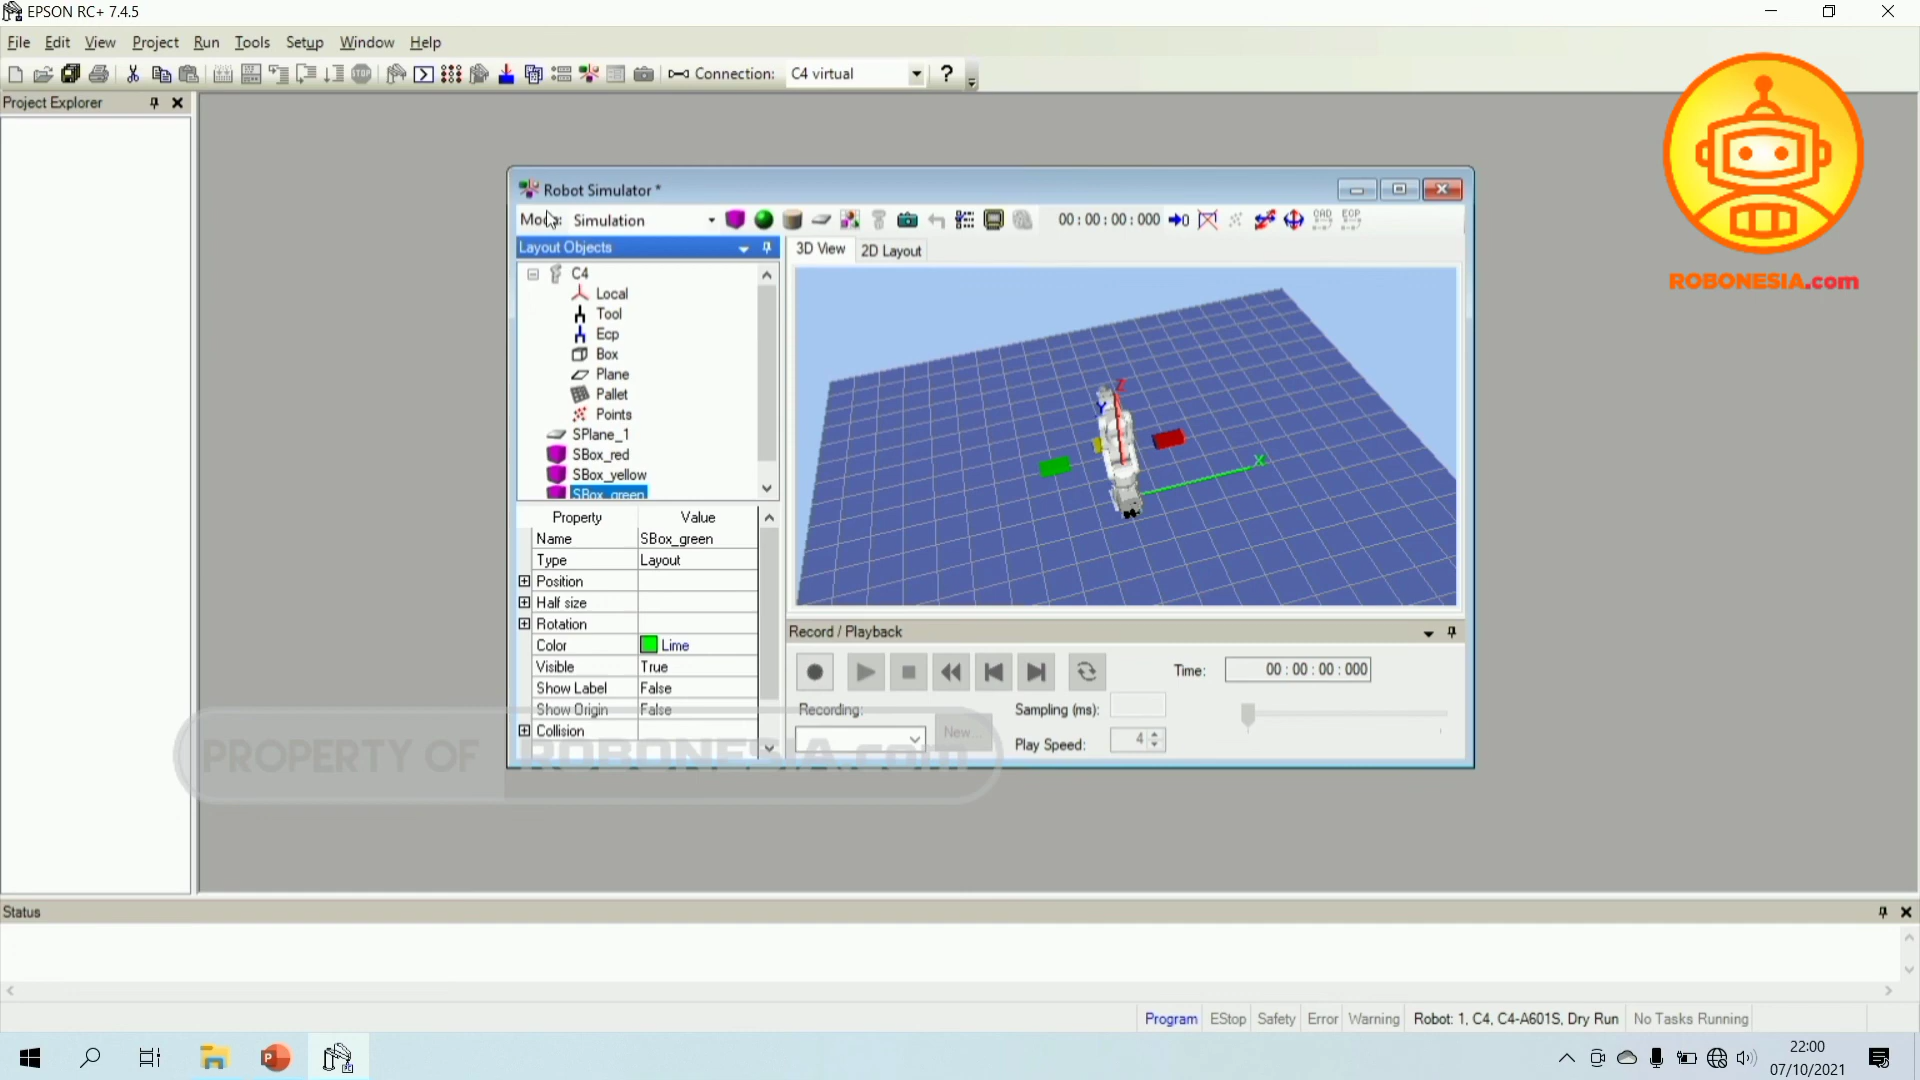 EPSON RC+ 7.4.5
File Edit View Project Run Tools Setup Window Help
Connection: C4 virtual ?
Project Explorer
ROBONESIA.com
Robot Simulator *
Mode: Simulation 00 : 00 : 00 : 000
Layout Objects
3D View 2D Layout
C4
Local
Tool
Ecp
Box
Plane
Pallet
Points
SPlane_1
SBox_red
SBox_yellow
SBox_green
Z
Y
X
Property Value
Name SBox_green
Type Layout
Position
Half size
Rotation
Color Lime
Visible True
Show Label False
Show Origin False
Collision
Record / Playback
Time: 00 : 00 : 00 : 000
Recording: Sampling (ms):
New...
Play Speed: 4
PROPERTY OF ROBONESIA.com
Status
Program EStop Safety Error Warning Robot: 1, C4, C4-A601S, Dry Run No Tasks Running
22:00
07/10/2021